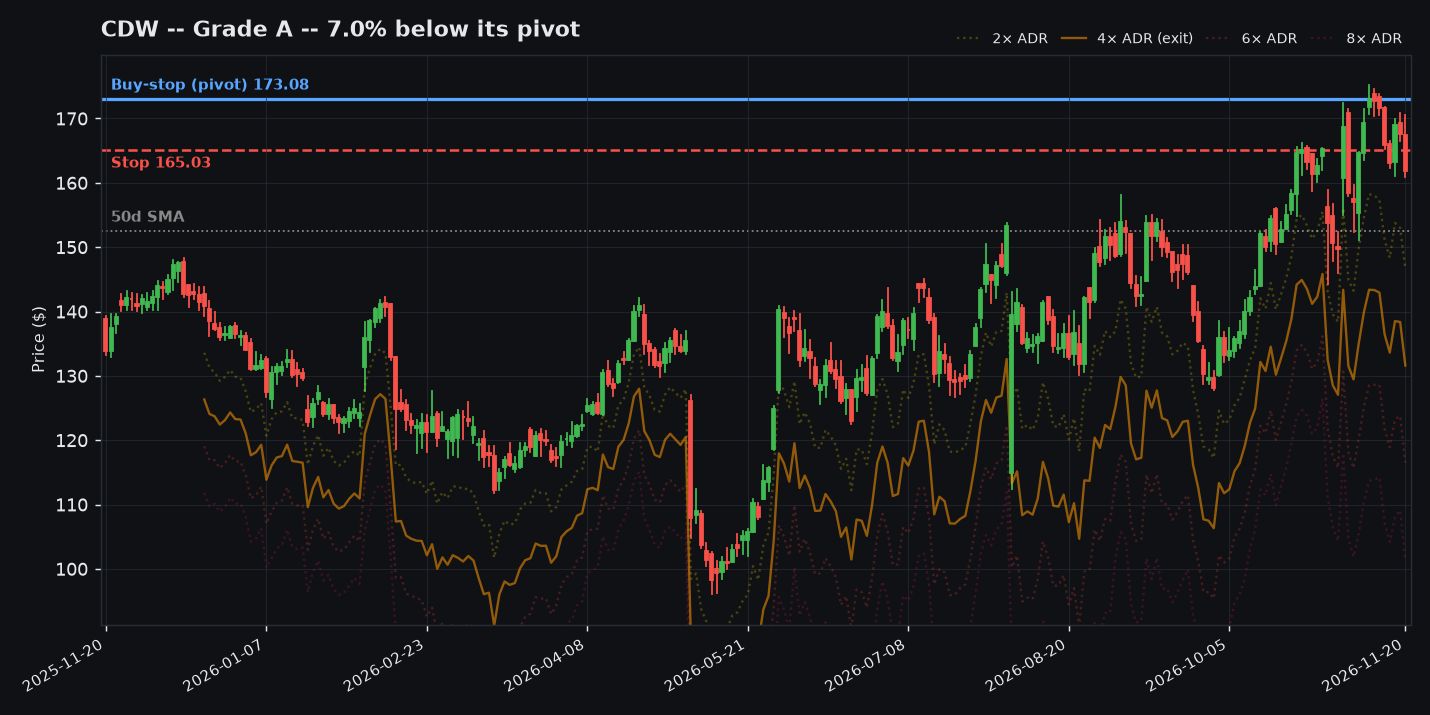 CDW -- Grade A -- 7.0% below its pivot
2× ADR
4× ADR (exit)
6× ADR
8× ADR
Buy-stop (pivot) 173.08
Stop 165.03
50d SMA
Price ($)
170
160
150
140
130
120
110
100
2025-11-20
2026-01-07
2026-02-23
2026-04-08
2026-05-21
2026-07-08
2026-08-20
2026-10-05
2026-11-20